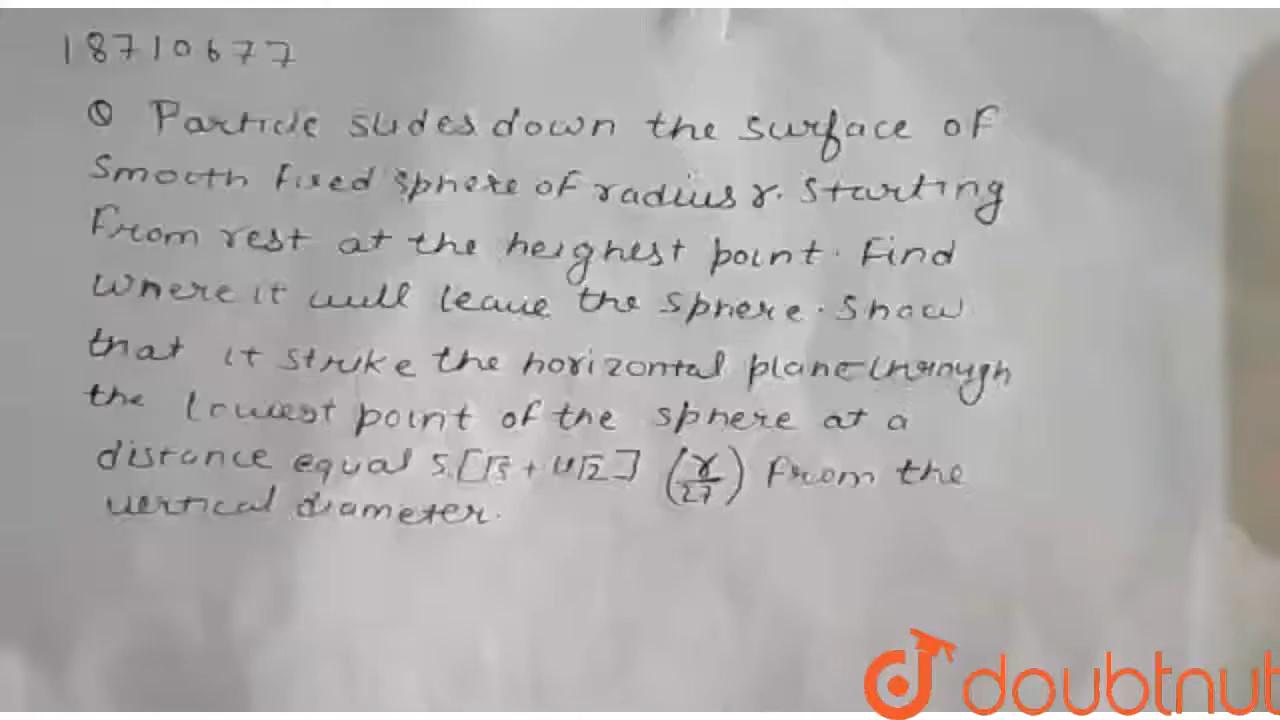 18710677
Q Particle slides down the surface of
smooth fixed sphere of radius r. Starting
From rest at the heighest point. Find
where it will leave the sphere. Show
that it strike the horizontal plane through
the lowest point of the sphere at a
distance equal 5[√5 + 4√2] (r/27) from the
vertical diameter.
doubtnut